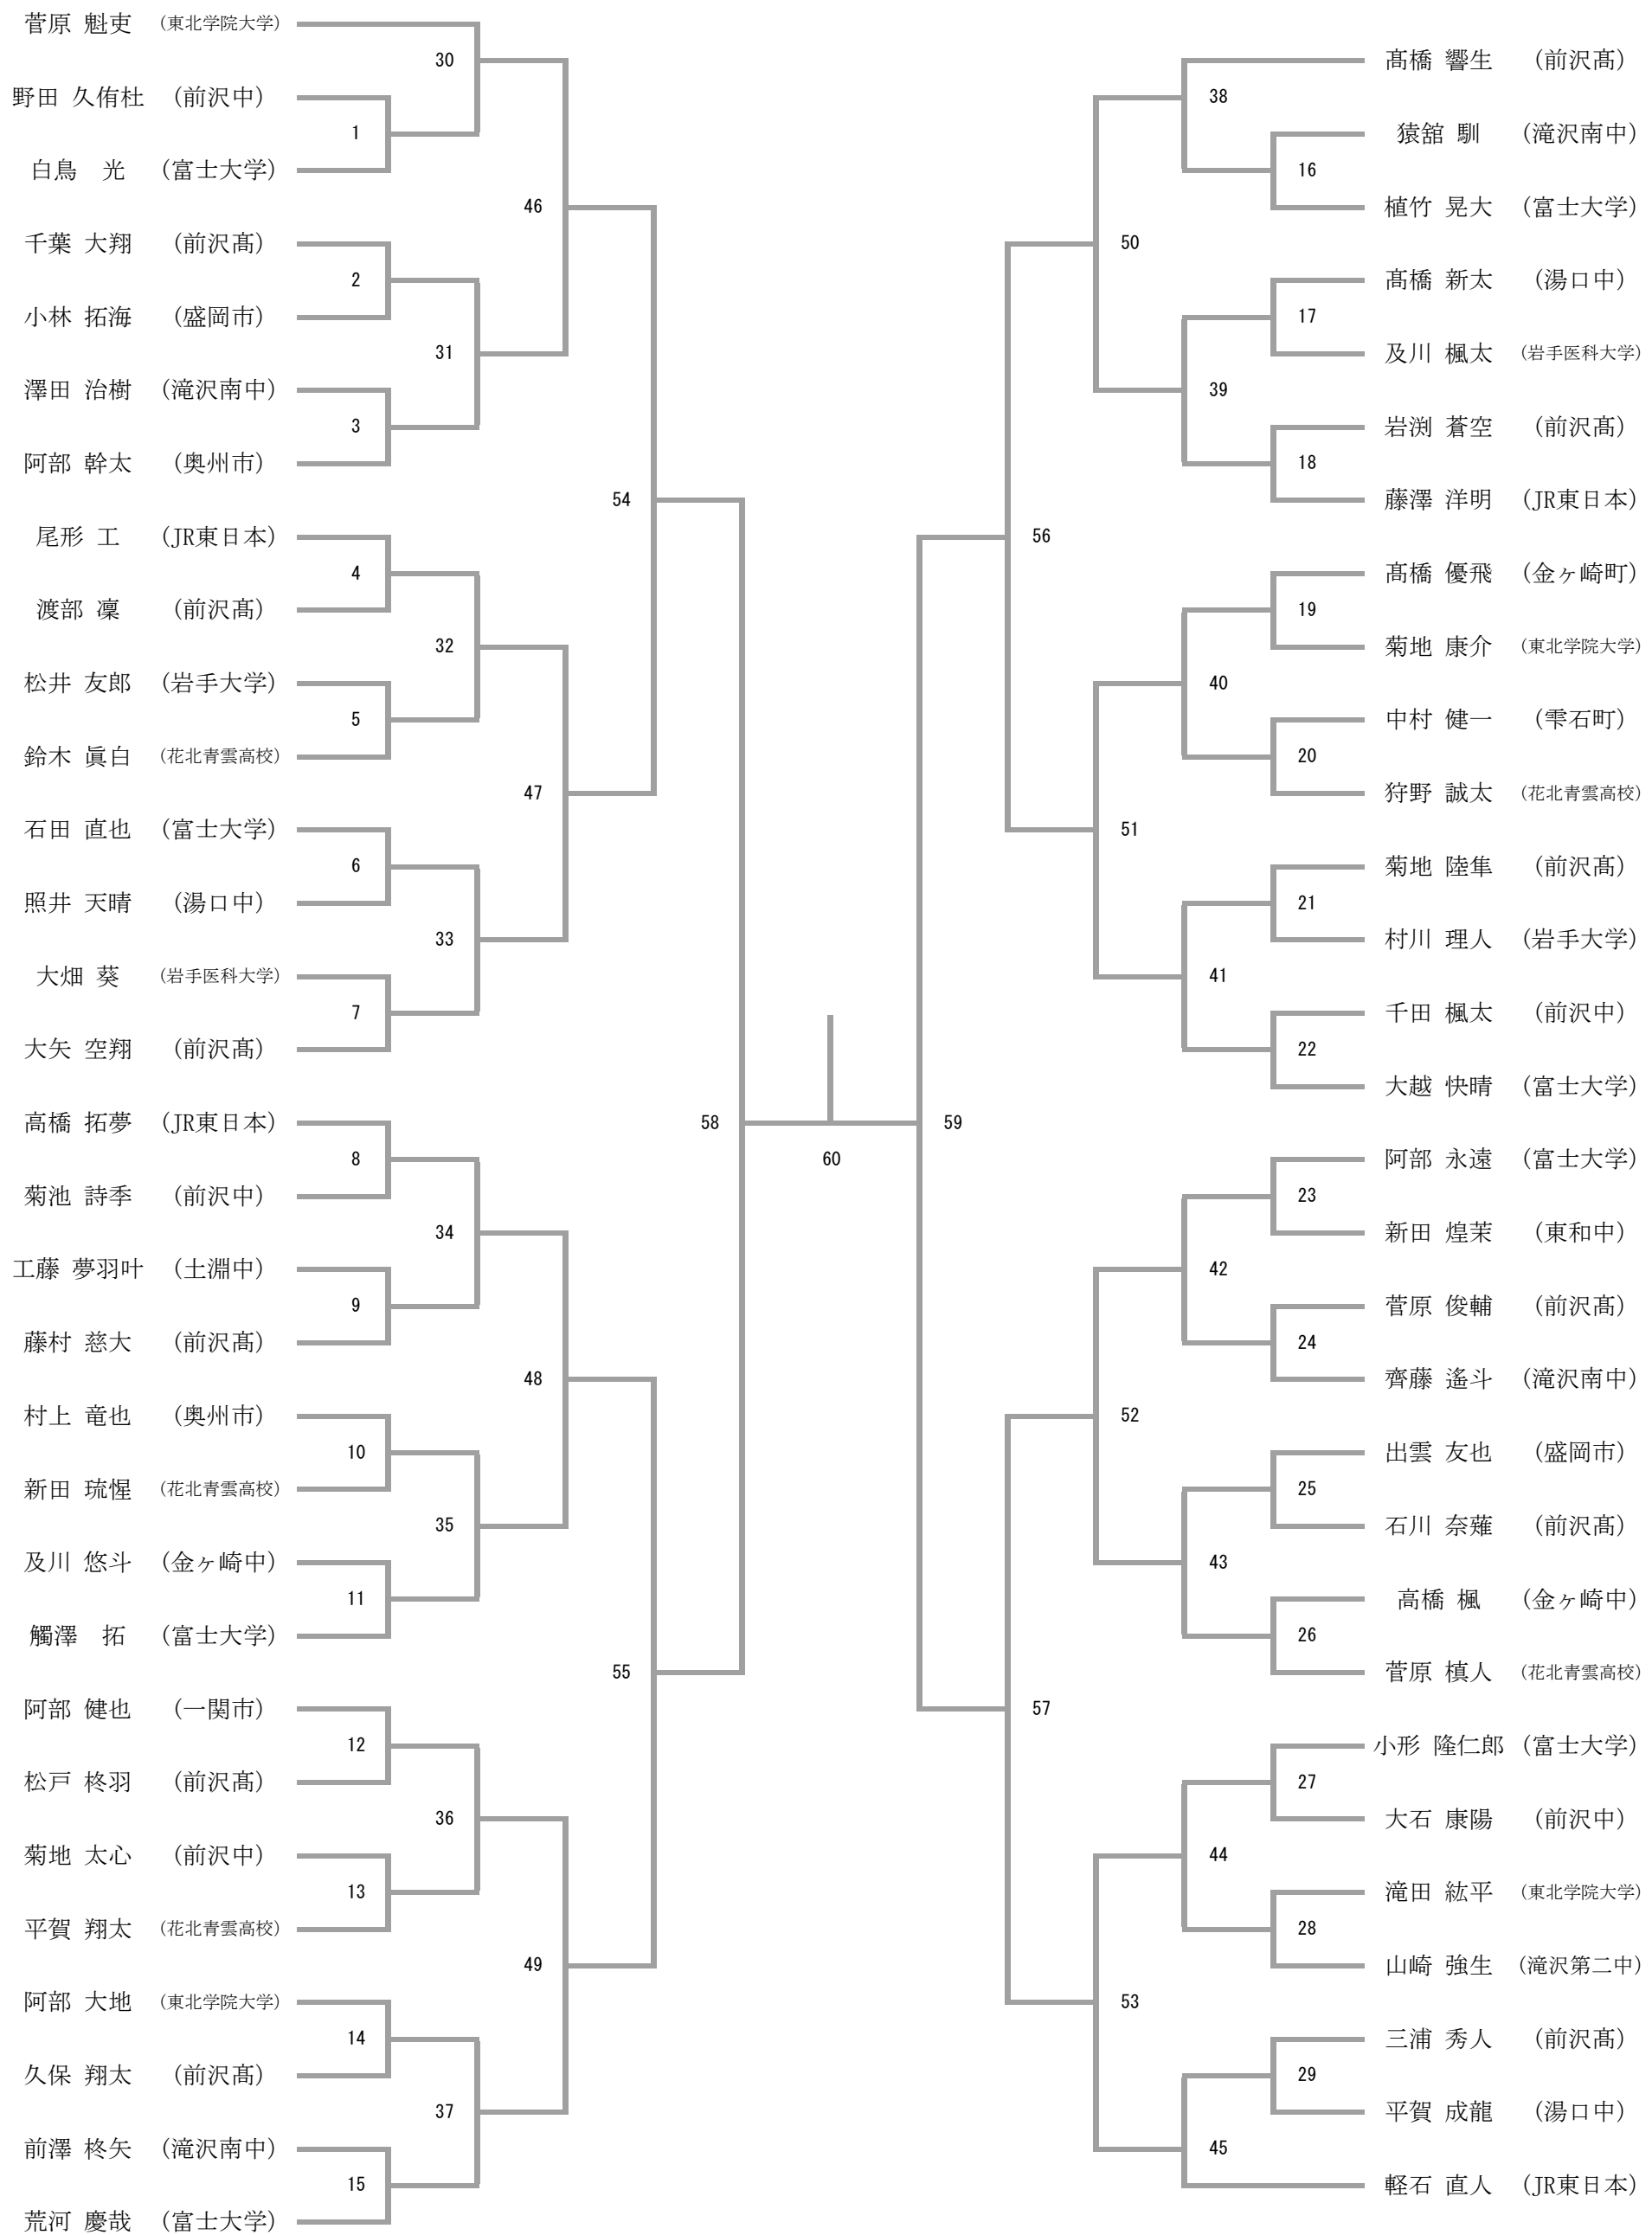 菅原 魁吏 (東北学院大学)
30
野田 久侑杜 (前沢中)
1
白鳥 光 (富士大学)
46
千葉 大翔 (前沢髙)
2
小林 拓海 (盛岡市)
31
澤田 治樹 (滝沢南中)
3
阿部 幹太 (奥州市)
54
尾形 工 (JR東日本)
4
渡部 凜 (前沢髙)
32
松井 友郎 (岩手大学)
5
鈴木 眞白 (花北青雲高校)
47
石田 直也 (富士大学)
6
照井 天晴 (湯口中)
33
大畑 葵 (岩手医科大学)
7
大矢 空翔 (前沢髙)
58
高橋 拓夢 (JR東日本)
8
菊池 詩季 (前沢中)
34
工藤 夢羽叶 (土淵中)
9
藤村 慈大 (前沢髙)
48
村上 竜也 (奥州市)
10
新田 琉惺 (花北青雲高校)
35
及川 悠斗 (金ヶ崎中)
11
觸澤 拓 (富士大学)
55
阿部 健也 (一関市)
12
松戸 柊羽 (前沢髙)
36
菊地 太心 (前沢中)
13
平賀 翔太 (花北青雲高校)
49
阿部 大地 (東北学院大学)
14
久保 翔太 (前沢髙)
37
前澤 柊矢 (滝沢南中)
15
荒河 慶哉 (富士大学)
60
髙橋 響生 (前沢髙)
38
猿舘 馴 (滝沢南中)
16
植竹 晃大 (富士大学)
50
髙橋 新太 (湯口中)
17
及川 楓太 (岩手医科大学)
39
岩渕 蒼空 (前沢髙)
18
藤澤 洋明 (JR東日本)
56
髙橋 優飛 (金ヶ崎町)
19
菊地 康介 (東北学院大学)
40
中村 健一 (雫石町)
20
狩野 誠太 (花北青雲高校)
51
菊地 陸隼 (前沢髙)
21
村川 理人 (岩手大学)
41
千田 楓太 (前沢中)
22
大越 快晴 (富士大学)
59
阿部 永遠 (富士大学)
23
新田 煌茉 (東和中)
42
菅原 俊輔 (前沢髙)
24
齊藤 遙斗 (滝沢南中)
52
出雲 友也 (盛岡市)
25
石川 奈薙 (前沢髙)
43
高橋 楓 (金ヶ崎中)
26
菅原 槙人 (花北青雲高校)
57
小形 隆仁郎 (富士大学)
27
大石 康陽 (前沢中)
44
滝田 紘平 (東北学院大学)
28
山崎 強生 (滝沢第二中)
53
三浦 秀人 (前沢髙)
29
平賀 成龍 (湯口中)
45
軽石 直人 (JR東日本)